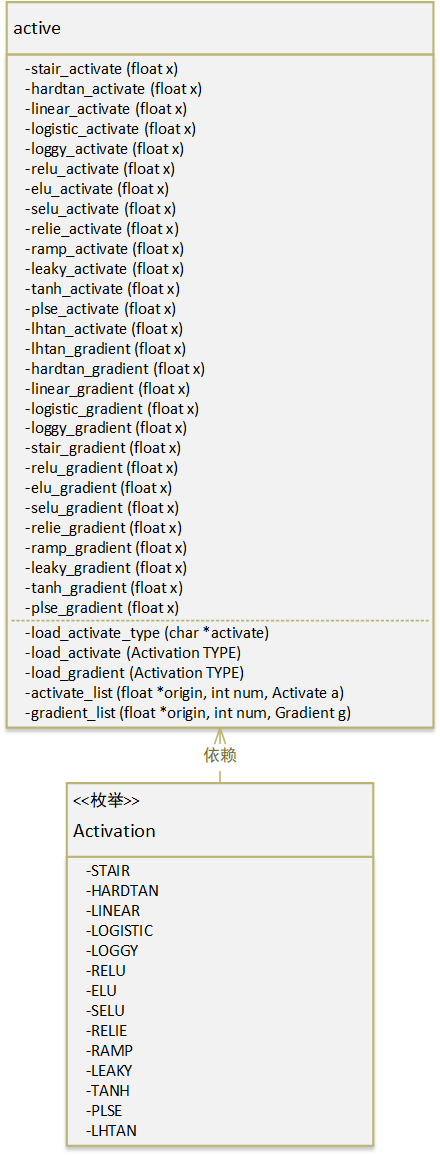 active
-stair_activate (float x)
-hardtan_activate (float x)
-linear_activate (float x)
-logistic_activate (float x)
-loggy_activate (float x)
-relu_activate (float x)
-elu_activate (float x)
-selu_activate (float x)
-relie_activate (float x)
-ramp_activate (float x)
-leaky_activate (float x)
-tanh_activate (float x)
-plse_activate (float x)
-lhtan_activate (float x)
-lhtan_gradient (float x)
-hardtan_gradient (float x)
-linear_gradient (float x)
-logistic_gradient (float x)
-loggy_gradient (float x)
-stair_gradient (float x)
-relu_gradient (float x)
-elu_gradient (float x)
-selu_gradient (float x)
-relie_gradient (float x)
-ramp_gradient (float x)
-leaky_gradient (float x)
-tanh_gradient (float x)
-plse_gradient (float x)
-load_activate_type (char *activate)
-load_activate (Activation TYPE)
-load_gradient (Activation TYPE)
-activate_list (float *origin, int num, Activate a)
-gradient_list (float *origin, int num, Gradient g)
依赖
<<枚举>>
Activation
-STAIR
-HARDTAN
-LINEAR
-LOGISTIC
-LOGGY
-RELU
-ELU
-SELU
-RELIE
-RAMP
-LEAKY
-TANH
-PLSE
-LHTAN